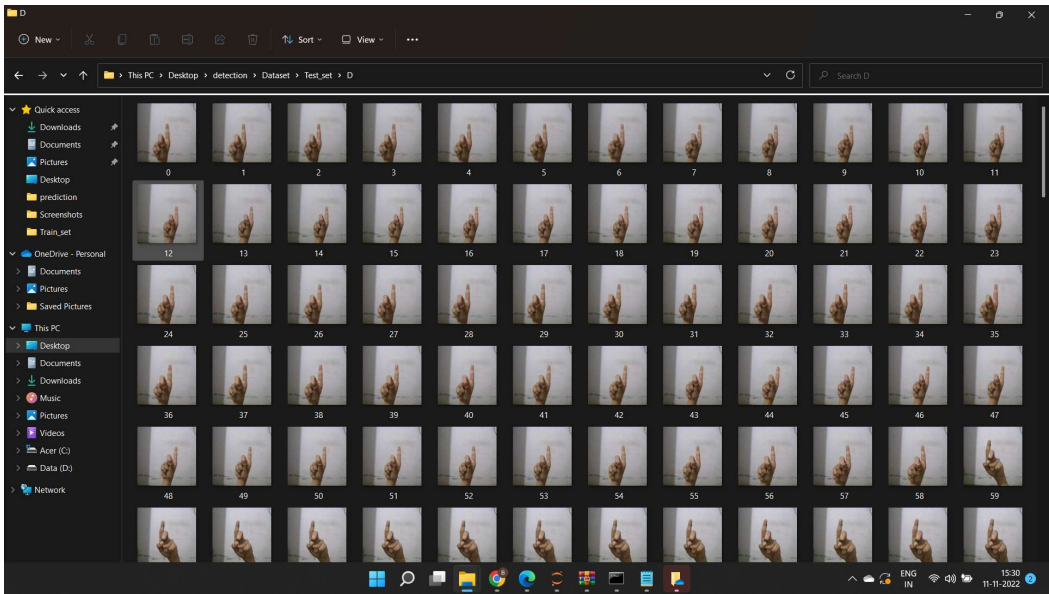 D
New
Sort
View
This PC > Desktop > detection > Dataset > Test_set > D
Search D
Quick access
Downloads
Documents
Pictures
Desktop
prediction
Screenshots
Train_set
OneDrive - Personal
Documents
Pictures
Saved Pictures
This PC
Desktop
Documents
Downloads
Music
Pictures
Videos
Acer (C:)
Data (D:)
Network
0 1 2 3 4 5 6 7 8 9 10 11
12 13 14 15 16 17 18 19 20 21 22 23
24 25 26 27 28 29 30 31 32 33 34 35
36 37 38 39 40 41 42 43 44 45 46 47
48 49 50 51 52 53 54 55 56 57 58 59
ENG
IN
15:30
11-11-2022
2